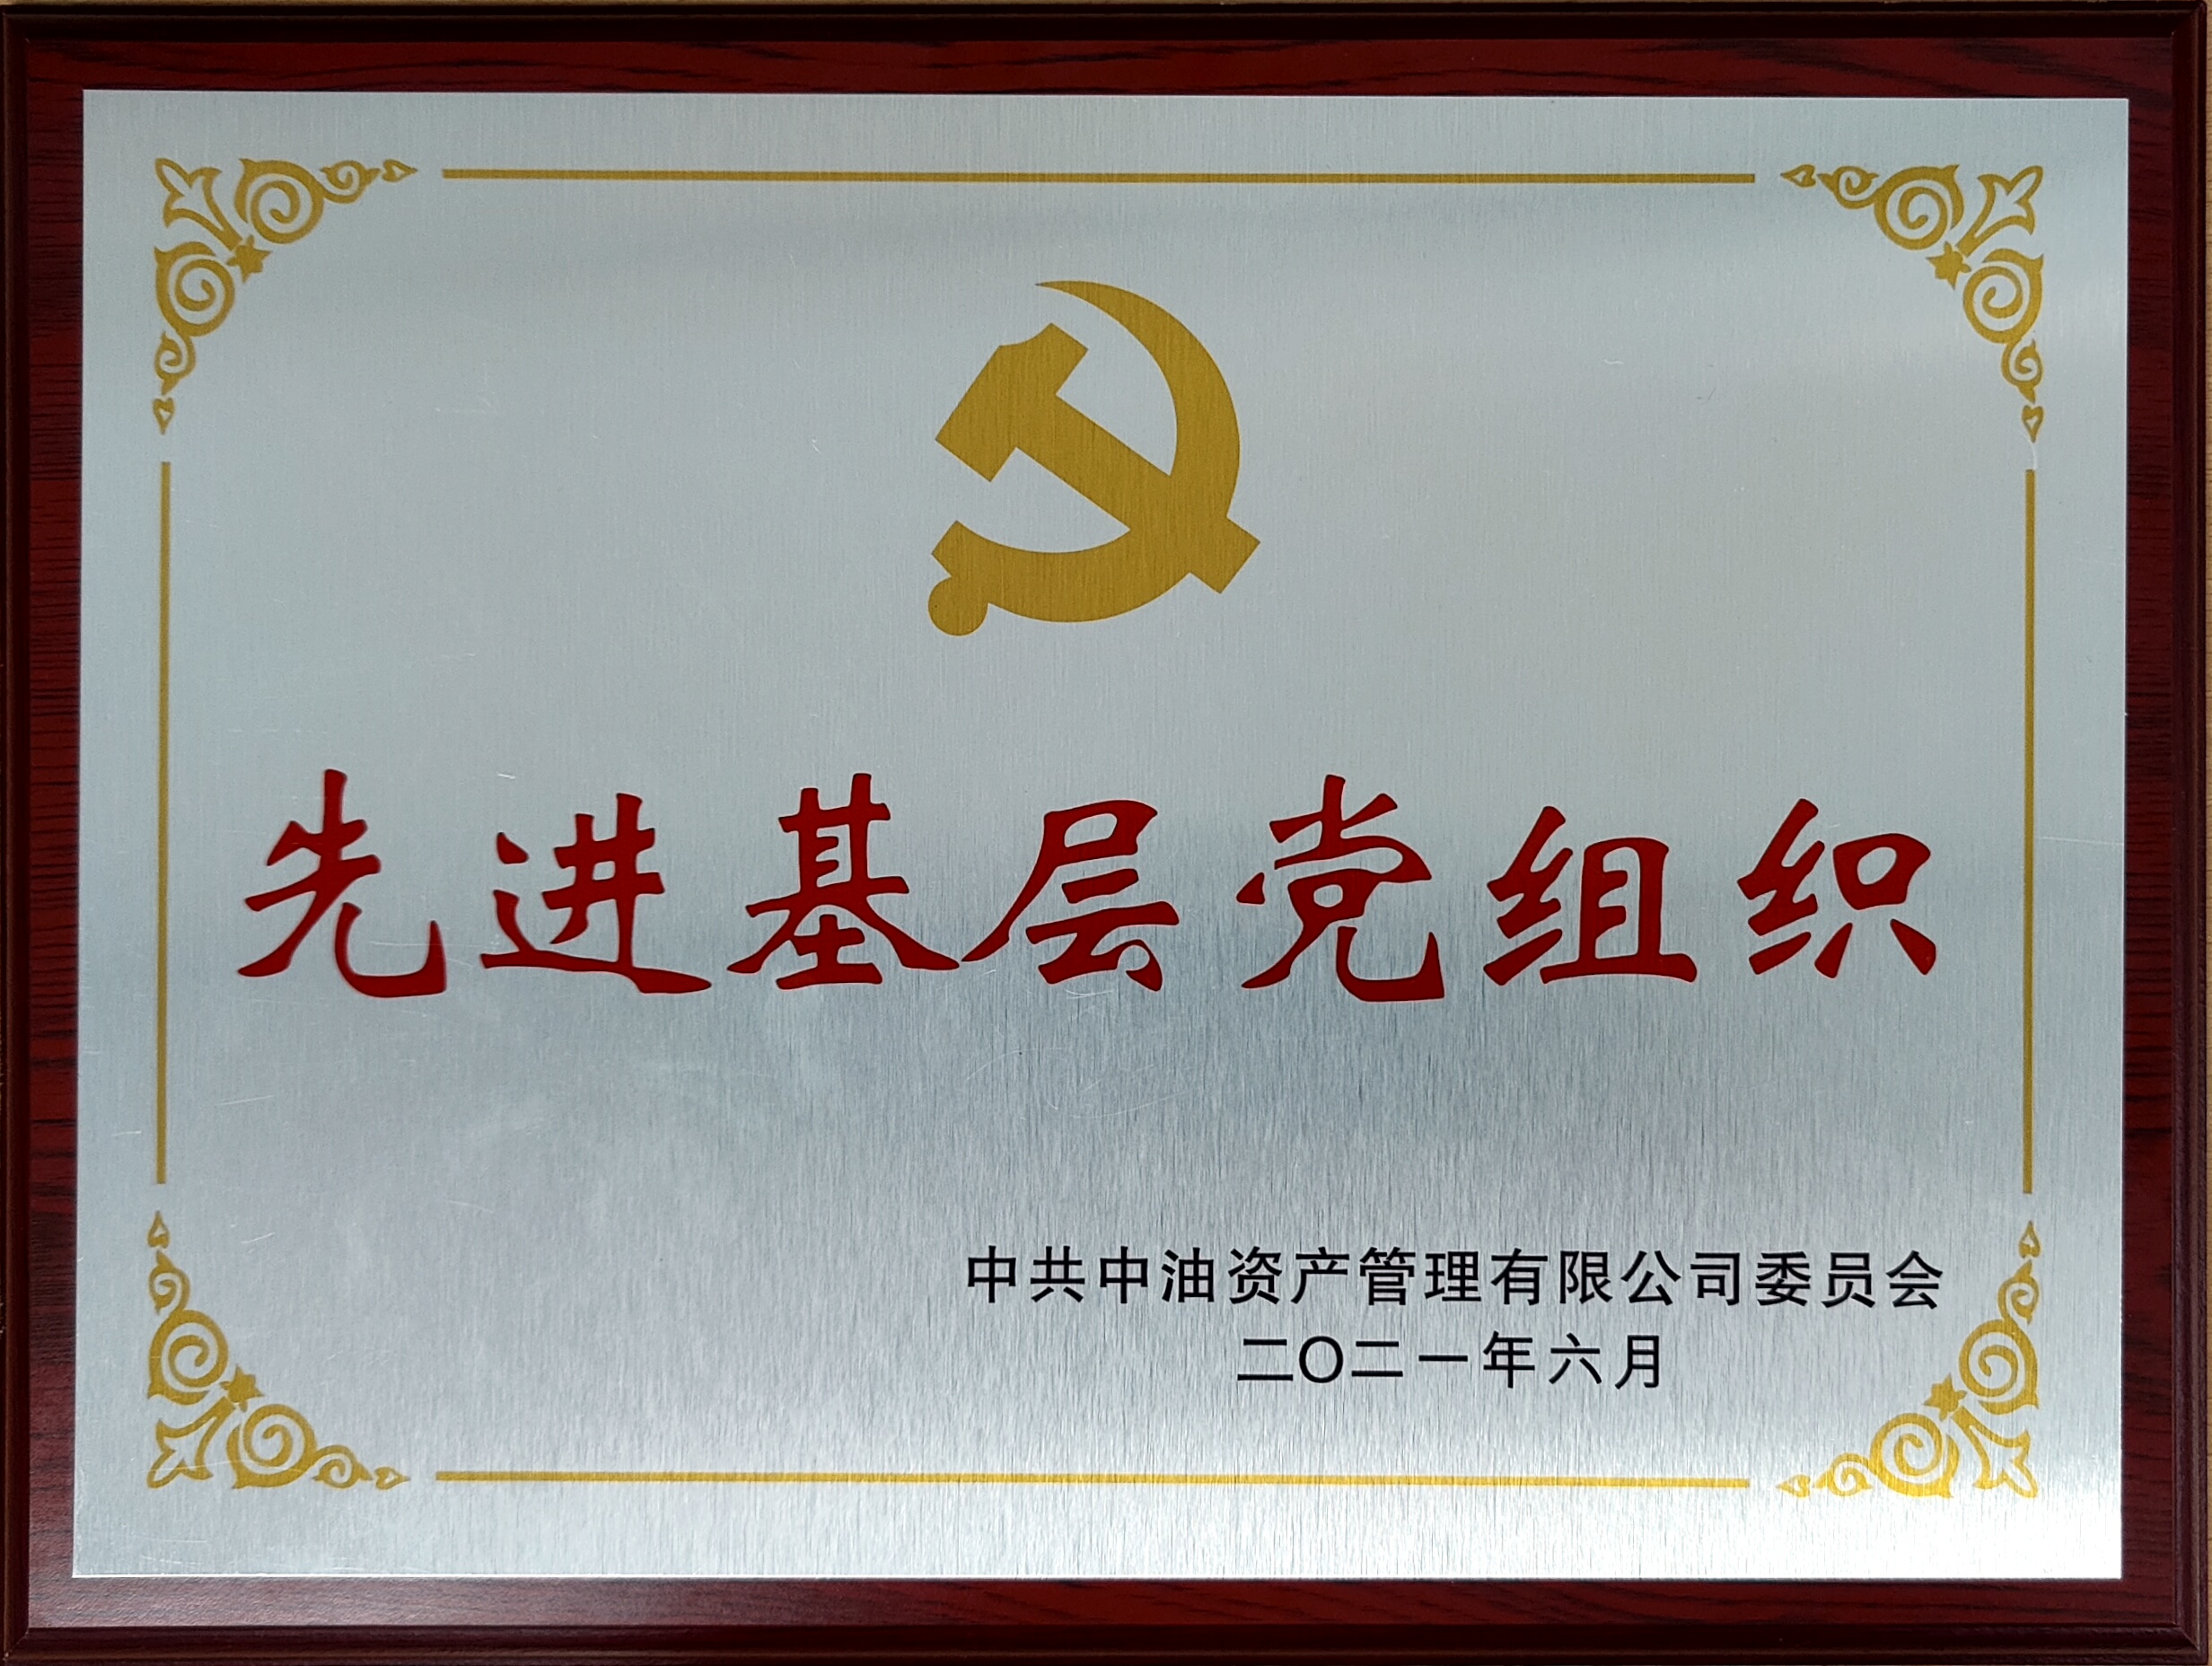 先进基层党组织
中共中油资产管理有限公司委员会
二〇二一年六月